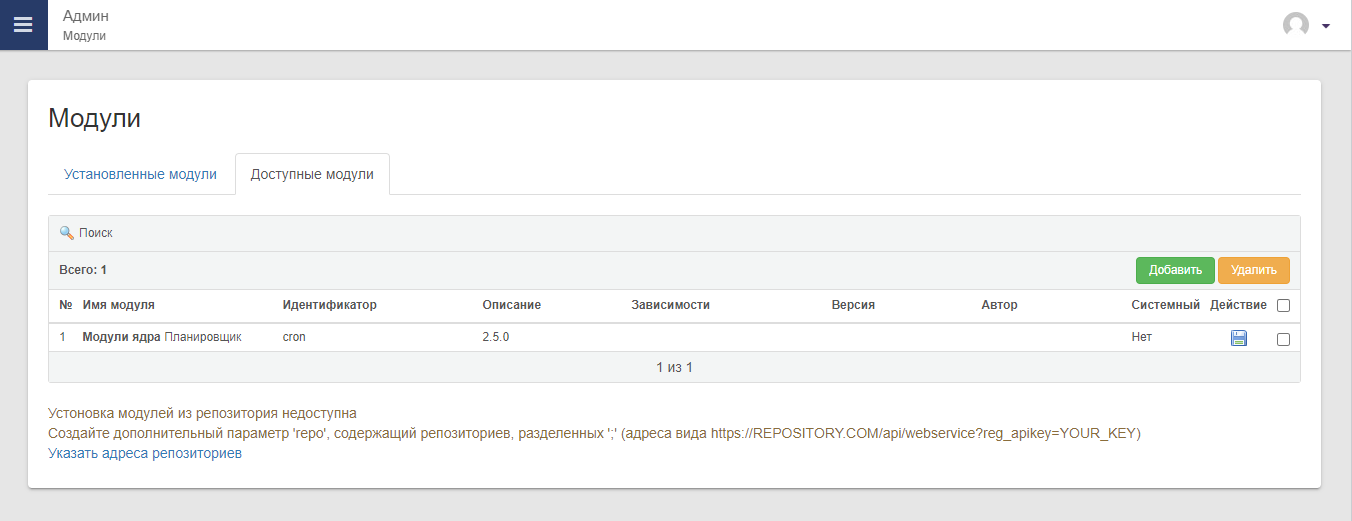 Админ
Модули
Модули
Установленные модули Доступные модули
Поиск
Всего: 1 Добавить Удалить
№ Имя модуля Идентификатор Описание Зависимости Версия Автор Системный Действие
1 Модули ядра Планировщик cron 2.5.0 Нет
1 из 1
Устоновка модулей из репозитория недоступна
Создайте дополнительный параметр 'repo', содержащий репозиториев, разделенных ';' (адреса вида https://REPOSITORY.COM/api/webservice?reg_apikey=YOUR_KEY)
Указать адреса репозиториев